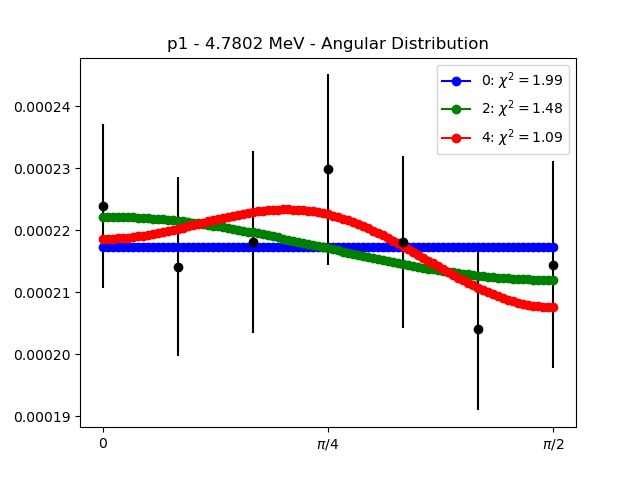 p1 - 4.7802 MeV - Angular Distribution
0: χ² = 1.99
2: χ² = 1.48
4: χ² = 1.09
0.00024
0.00023
0.00022
0.00021
0.00020
0.00019
0
π/4
π/2